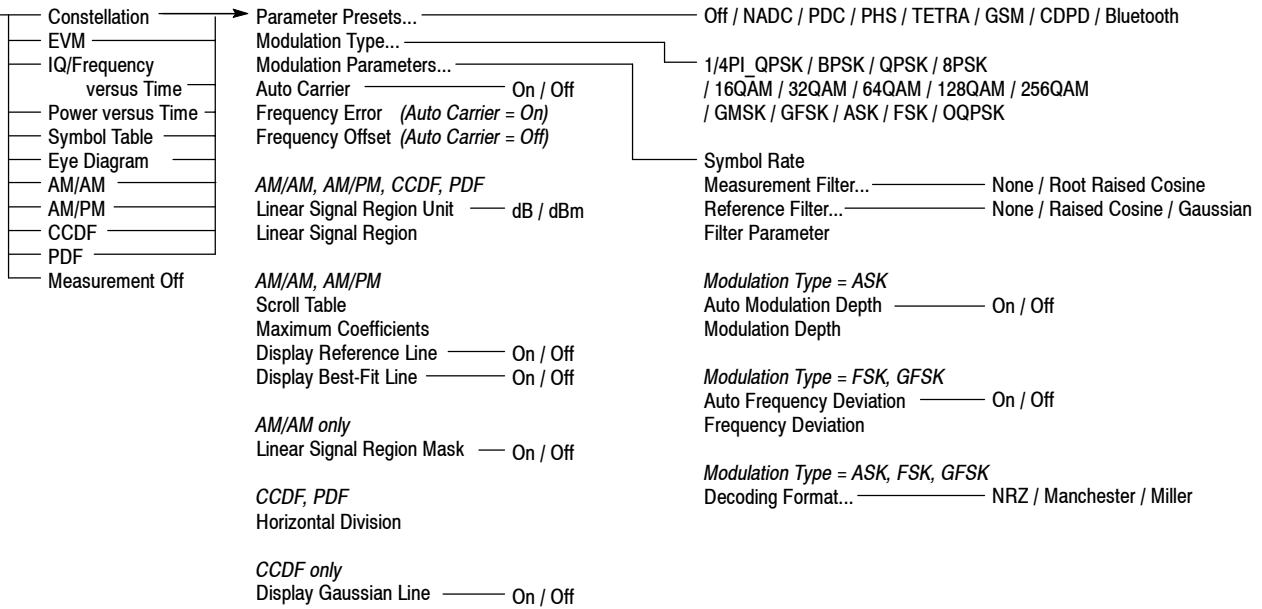 Constellation
EVM
IQ/Frequency
versus Time
Power versus Time
Symbol Table
Eye Diagram
AM/AM
AM/PM
CCDF
PDF
Measurement Off
Parameter Presets...
Modulation Type...
Modulation Parameters...
Auto Carrier On / Off
Frequency Error (Auto Carrier = On)
Frequency Offset (Auto Carrier = Off)
AM/AM, AM/PM, CCDF, PDF
Linear Signal Region Unit dB / dBm
Linear Signal Region
AM/AM, AM/PM
Scroll Table
Maximum Coefficients
Display Reference Line On / Off
Display Best-Fit Line On / Off
AM/AM only
Linear Signal Region Mask On / Off
CCDF, PDF
Horizontal Division
CCDF only
Display Gaussian Line On / Off
Off / NADC / PDC / PHS / TETRA / GSM / CDPD / Bluetooth
1/4PI_QPSK / BPSK / QPSK / 8PSK
/ 16QAM / 32QAM / 64QAM / 128QAM / 256QAM
/ GMSK / GFSK / ASK / FSK / OQPSK
Symbol Rate
Measurement Filter... None / Root Raised Cosine
Reference Filter... None / Raised Cosine / Gaussian
Filter Parameter
Modulation Type = ASK
Auto Modulation Depth On / Off
Modulation Depth
Modulation Type = FSK, GFSK
Auto Frequency Deviation On / Off
Frequency Deviation
Modulation Type = ASK, FSK, GFSK
Decoding Format... NRZ / Manchester / Miller